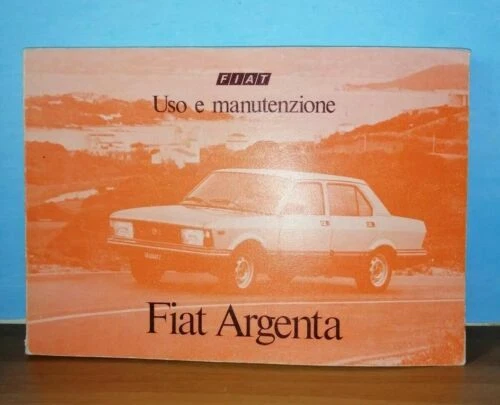 FIAT
Uso e manutenzione
Fiat Argenta